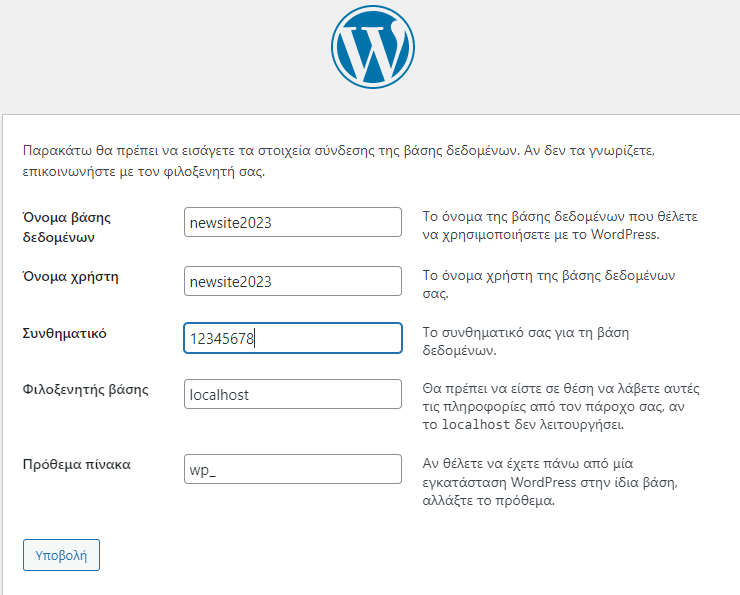 Παρακάτω θα πρέπει να εισάγετε τα στοιχεία σύνδεσης της βάσης δεδομένων. Αν δεν τα γνωρίζετε,
επικοινωνήστε με τον φιλοξενητή σας.
Όνομα βάσης
δεδομένων
newsite2023
Το όνομα της βάσης δεδομένων που θέλετε
να χρησιμοποιήσετε με το WordPress.
Όνομα χρήστη
newsite2023
Το όνομα χρήστη της βάσης δεδομένων
σας.
Συνθηματικό
12345678
Το συνθηματικό σας για τη βάση
δεδομένων.
Φιλοξενητής βάσης
localhost
Θα πρέπει να είστε σε θέση να λάβετε αυτές
τις πληροφορίες από τον πάροχο σας, αν
το localhost δεν λειτουργήσει.
Πρόθεμα πίνακα
wp_
Αν θέλετε να έχετε πάνω από μία
εγκατάσταση WordPress στην ίδια βάση,
αλλάξτε το πρόθεμα.
Υποβολή